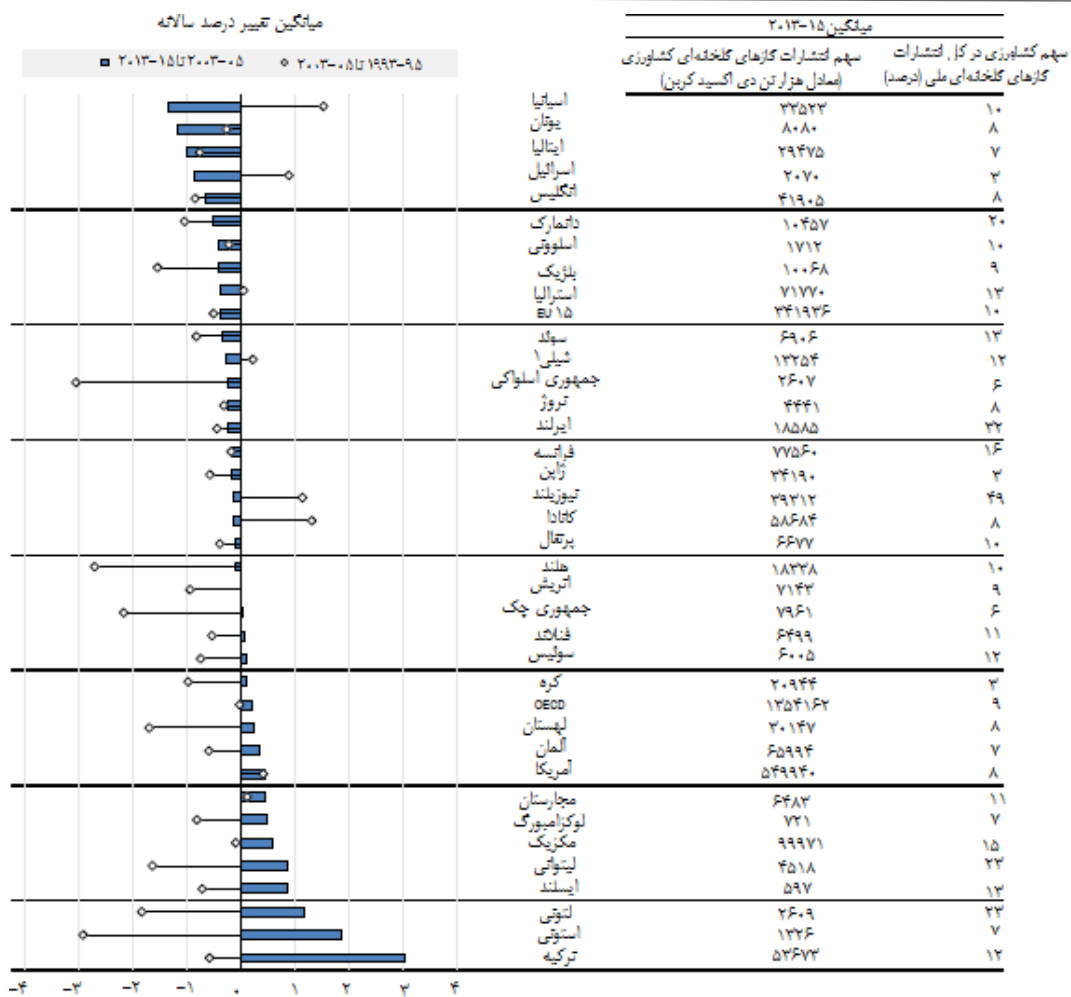 میانگین تغییر درصد سالانه
۱۹۹۳-۹۵ تا ۲۰۰۳-۰۵ ۲۰۰۳-۰۵ تا ۲۰۱۳-۱۵
میانگین ۱۵-۲۰۱۳
سهم کشاورزی در کل انتشارات گازهای گلخانه‌ای ملی (درصد)
سهم انتشارات گازهای گلخانه‌ای کشاورزی (معادل هزار تن دی اکسید کربن)
اسپانیا ۳۳۵۲۳ ۱۰
یونان ۸۰۸۰ ۸
ایتالیا ۲۹۴۷۵ ۷
اسرائیل ۲۰۷۰ ۳
انگلیس ۴۱۹۰۵ ۸
دانمارک ۱۰۴۵۷ ۲۰
اسلوونی ۱۷۱۲ ۱۰
بلژیک ۱۰۰۶۸ ۹
استرالیا ۷۱۷۷۰ ۱۳
EU ۱۵ ۳۴۱۹۳۶ ۱۰
سوئد ۶۹۰۶ ۱۳
شیلی۱ ۱۳۲۵۴ ۱۲
جمهوری اسلواکی ۲۶۰۷ ۶
نروژ ۴۴۴۱ ۸
ایرلند ۱۸۵۸۵ ۳۲
فرانسه ۷۷۵۶۰ ۱۶
ژاپن ۳۴۱۹۰ ۳
نیوزیلند ۳۹۳۱۲ ۴۹
کانادا ۵۸۶۸۴ ۸
پرتغال ۶۶۷۷ ۱۰
هلند ۱۸۳۳۸ ۱۰
اتریش ۷۱۴۳ ۹
جمهوری چک ۷۹۶۱ ۶
فنلاند ۶۴۹۹ ۱۱
سوئیس ۶۰۰۵ ۱۲
کره ۲۰۹۴۴ ۳
OECD ۱۳۵۴۱۶۲ ۹
لهستان ۳۰۱۴۷ ۸
آلمان ۶۵۹۹۴ ۷
آمریکا ۵۴۹۹۴۰ ۸
مجارستان ۶۴۸۳ ۱۱
لوکزامبورگ ۷۲۱ ۷
مکزیک ۹۹۹۷۱ ۱۵
لیتوانی ۴۵۱۸ ۲۳
ایسلند ۵۹۷ ۱۳
لتونی ۲۶۰۹ ۲۳
استونی ۱۳۲۶ ۷
ترکیه ۵۳۶۷۳ ۱۲
-۴ -۳ -۲ -۱ ۰ ۱ ۲ ۳ ۴